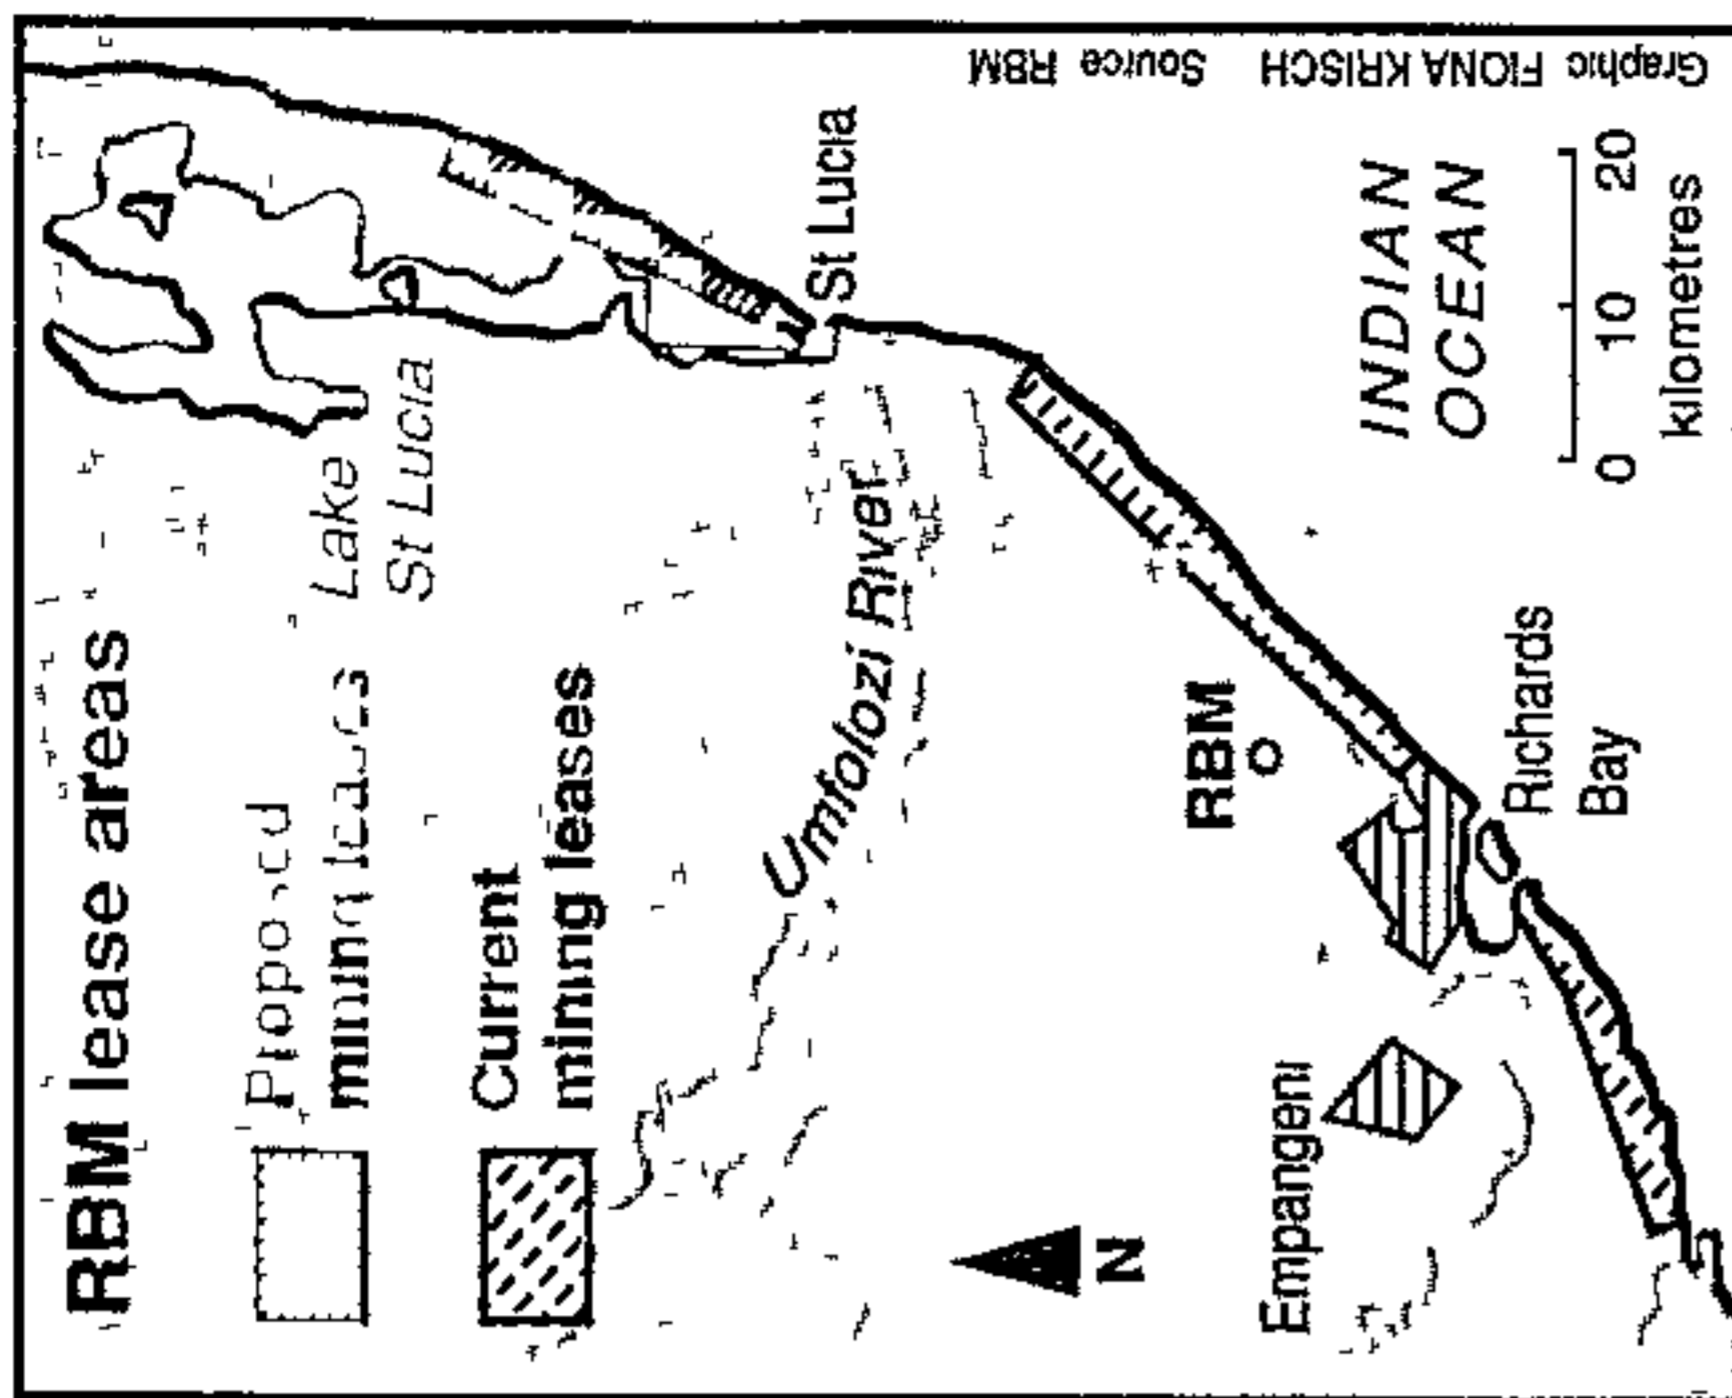 RBM lease areas
Proposed
mining leases
Current
mining leases
Lake
St Lucia
St Lucia
Umfolozi River
RBM
Richards
Bay
Empangeni
N
INDIAN
OCEAN
0 10 20
kilometres
Graphic FIONA KRISCH Source RBM